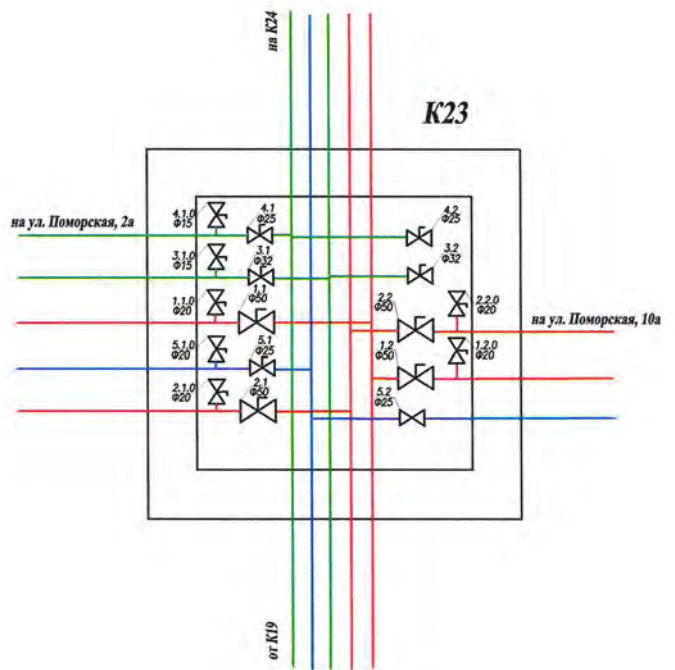 на К24
К23
на ул. Поморская, 2а
4.1.0
Ф15
4.1
Ф25
4.2
Ф25
3.1.0
Ф15
3.1
Ф32
3.2
Ф32
1.1.0
Ф20
1.1
Ф50
2.2
Ф50
2.2.0
Ф20
на ул. Поморская, 10а
5.1.0
Ф20
5.1
Ф25
1.2
Ф50
1.2.0
Ф20
2.1.0
Ф20
2.1
Ф50
5.2
Ф25
от К19